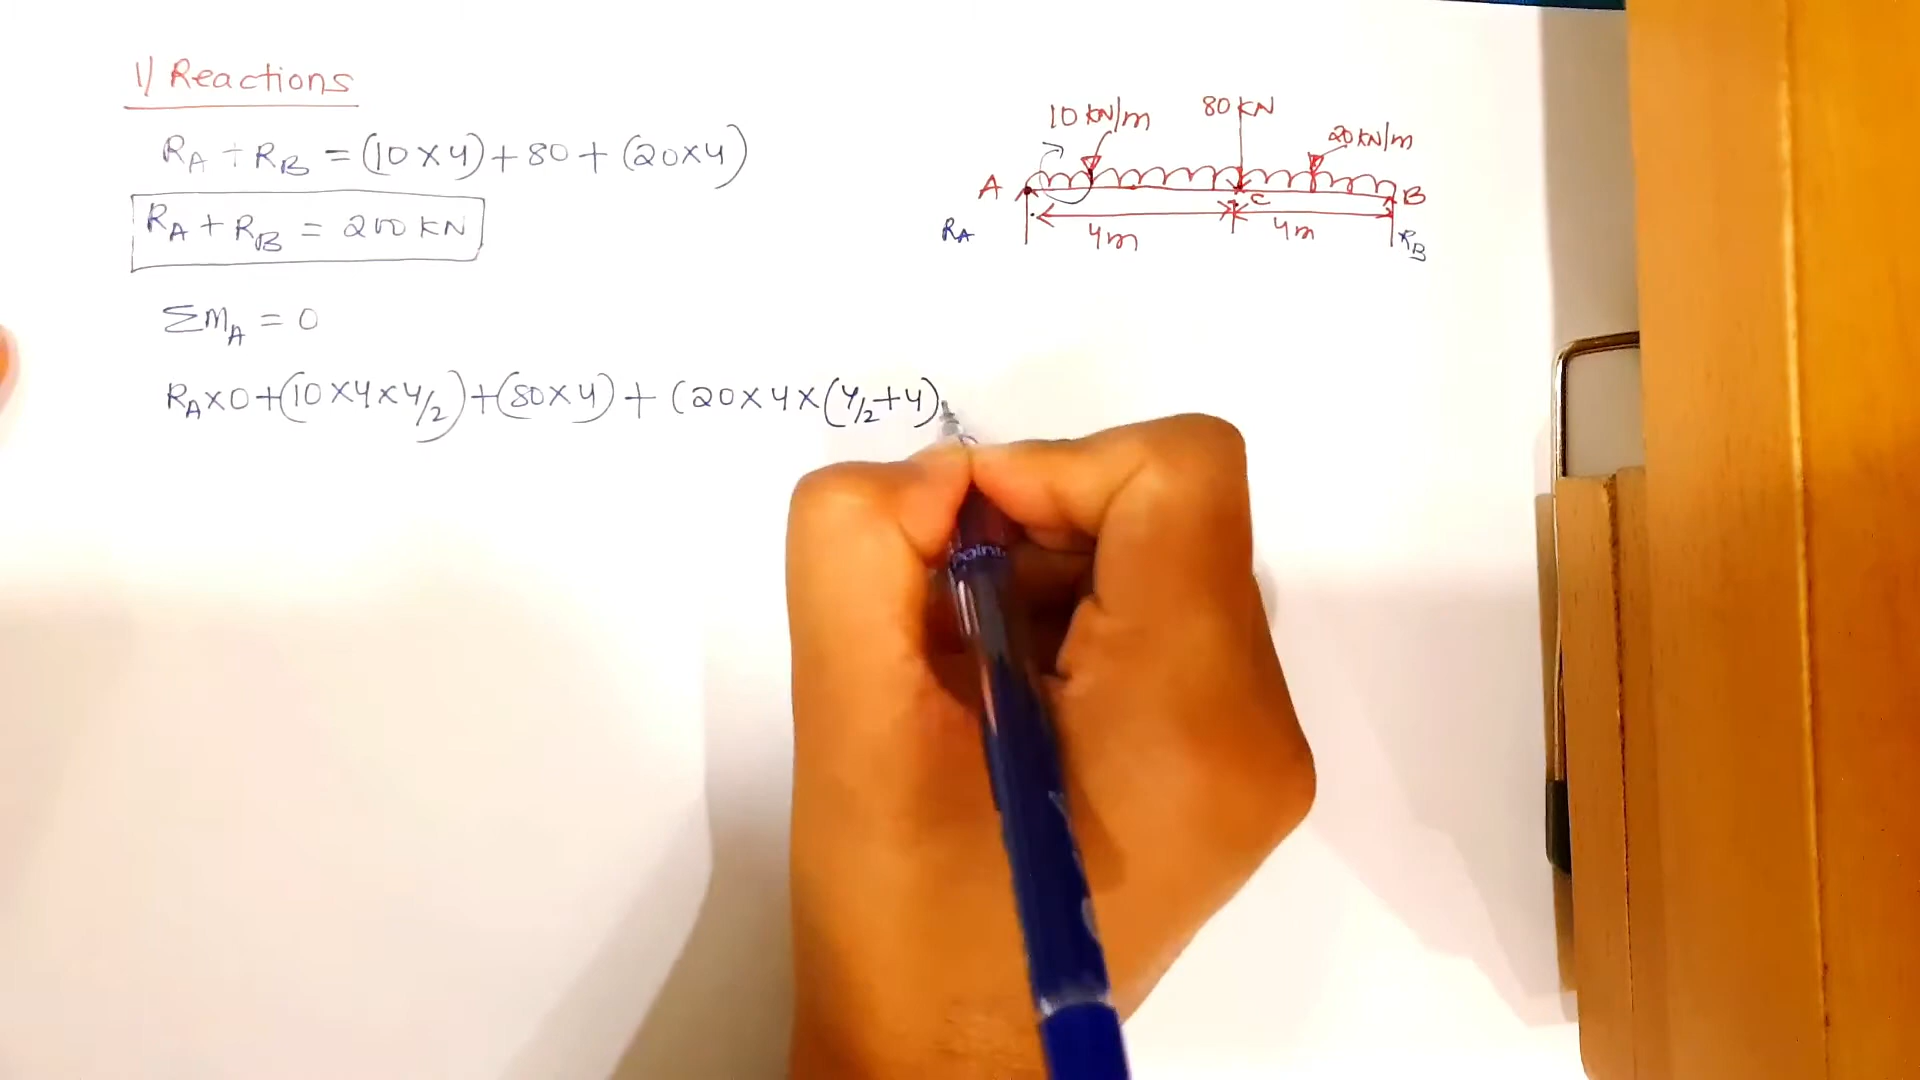 1) Reactions
RA + RB = (10×4)+80+(20×4)
RA + RB = 200 KN
ΣMA = 0
RA×0+(10×4×4/2)+(80×4)+(20×4×(4/2+4)
10 KN/m 80 KN 20 KN/m
A C B
RA 4m 4m RB
point